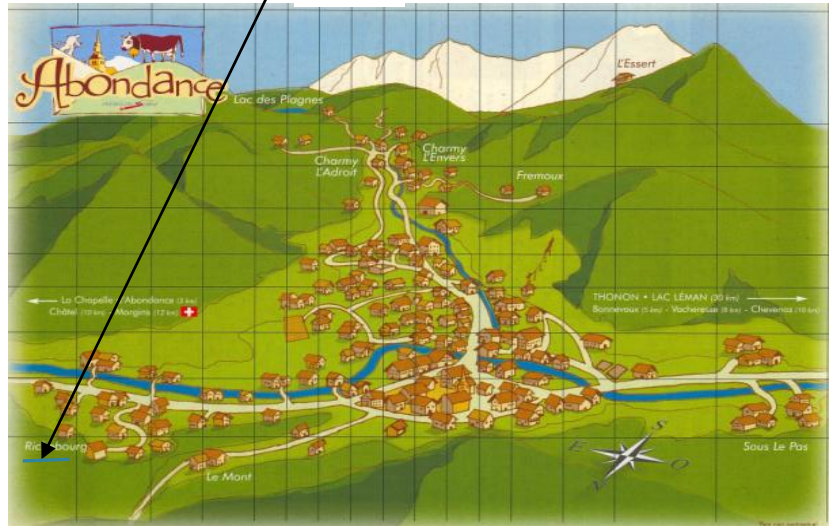 Abondance
Lac des Plagnes
L'Essert
Charmy
L'Adroit
Charmy
L'Envers
Fremoux
La Chapelle d'Abondance (5 km)
Châtel (10 km) - Morgins (12 km)
THONON • LAC LÉMAN (30 km)
Bonnevaux (5 km) - Vacheresse (8 km) - Chevenoz (10 km)
Richebourg
Le Mont
Sous Le Pas
E
S
N
O